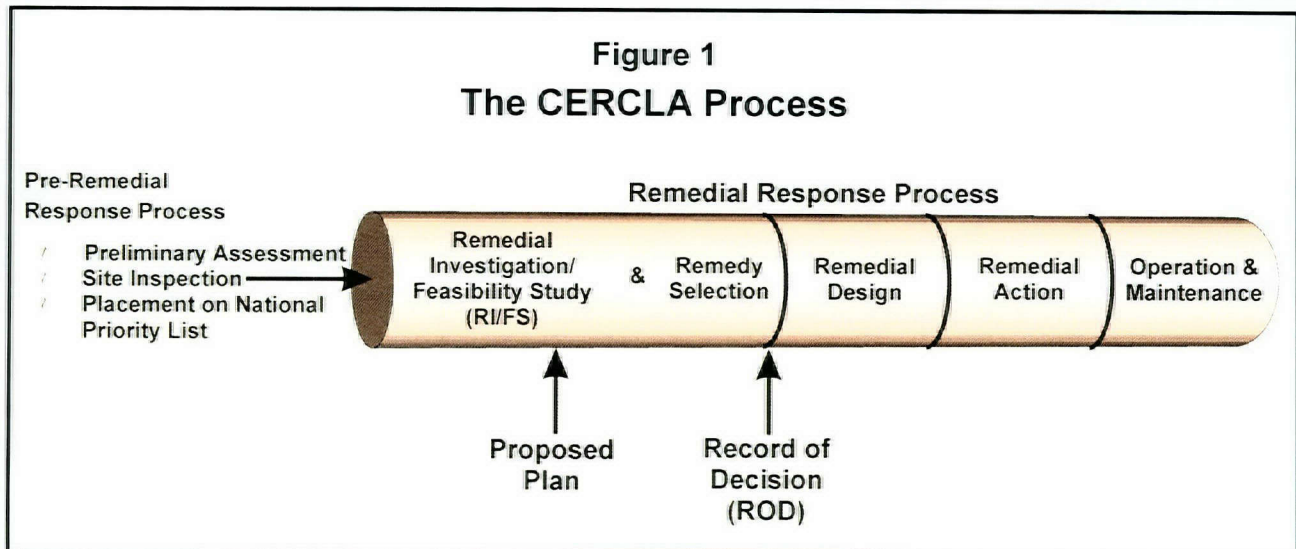 Figure 1
The CERCLA Process
Pre-Remedial
Response Process
Preliminary Assessment
Site Inspection
Placement on National
Priority List
Remedial Response Process
Remedial
Investigation/
Feasibility Study
(RI/FS)
&
Remedy
Selection
Remedial
Design
Remedial
Action
Operation &
Maintenance
Proposed
Plan
Record of
Decision
(ROD)